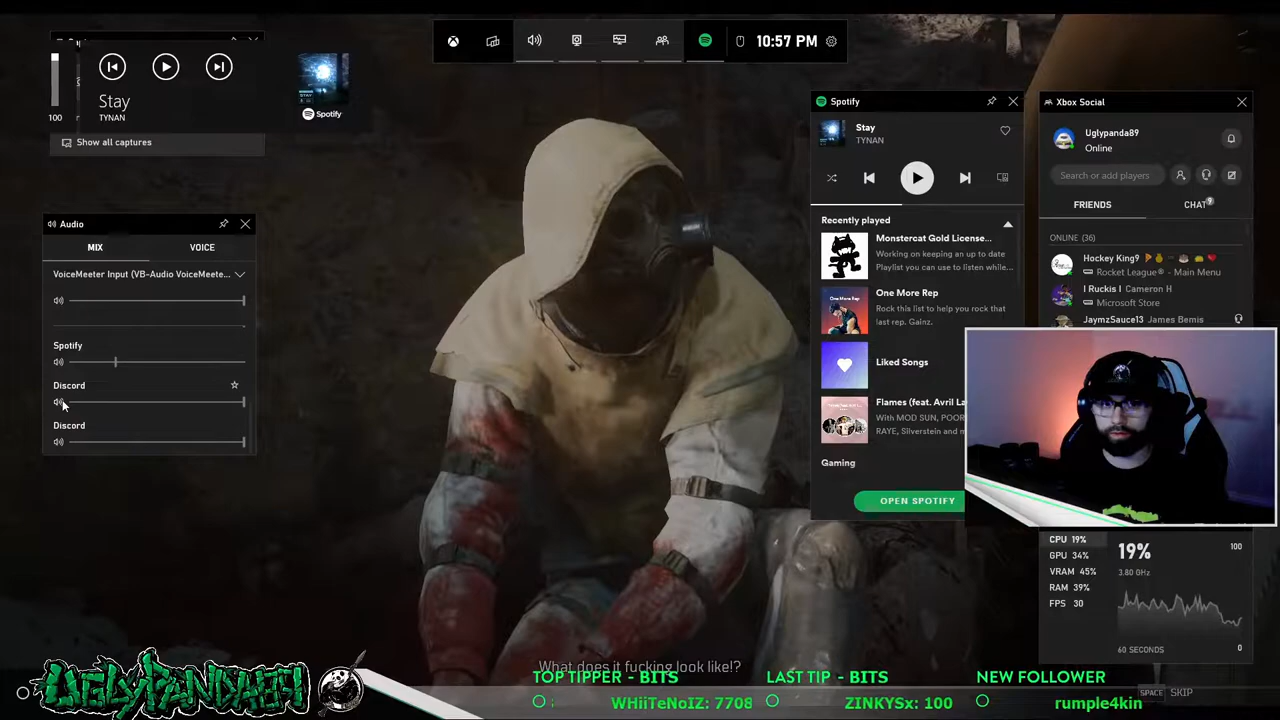 10:57 PM
Stay
TYNAN
Spotify
100
Show all captures
Audio
MIX
VOICE
VoiceMeeter Input (VB-Audio VoiceMeete...
Spotify
Discord
Discord
Spotify
Stay
TYNAN
Recently played
Monstercat Gold License...
Working on keeping an up to date
Playlist you can use to listen while...
One More Rep
One More Rep
Rock this list to help you rock that
last rep. Gainz.
Liked Songs
Flames (feat. Avril La
With MOD SUN, POOR
RAYE, Silverstein and m
Gaming
OPEN SPOTIFY
Xbox Social
Uglypanda89
Online
Search or add players
FRIENDS
CHAT
ONLINE (36)
Hockey King9
Rocket League® - Main Menu
I Ruckis I Cameron H
Microsoft Store
JaymzSauce13 James Bemis
CPU 19%
GPU 34%
VRAM 45%
RAM 39%
FPS 30
19%
100
3.80 GHz
60 SECONDS
0
What does it fucking look like!?
SPACE SKIP
UGLYPANDA89
TOP TIPPER - BITS
WHiiTeNoIZ: 7708
LAST TIP - BITS
ZINKYSx: 100
NEW FOLLOWER
rumple4kin